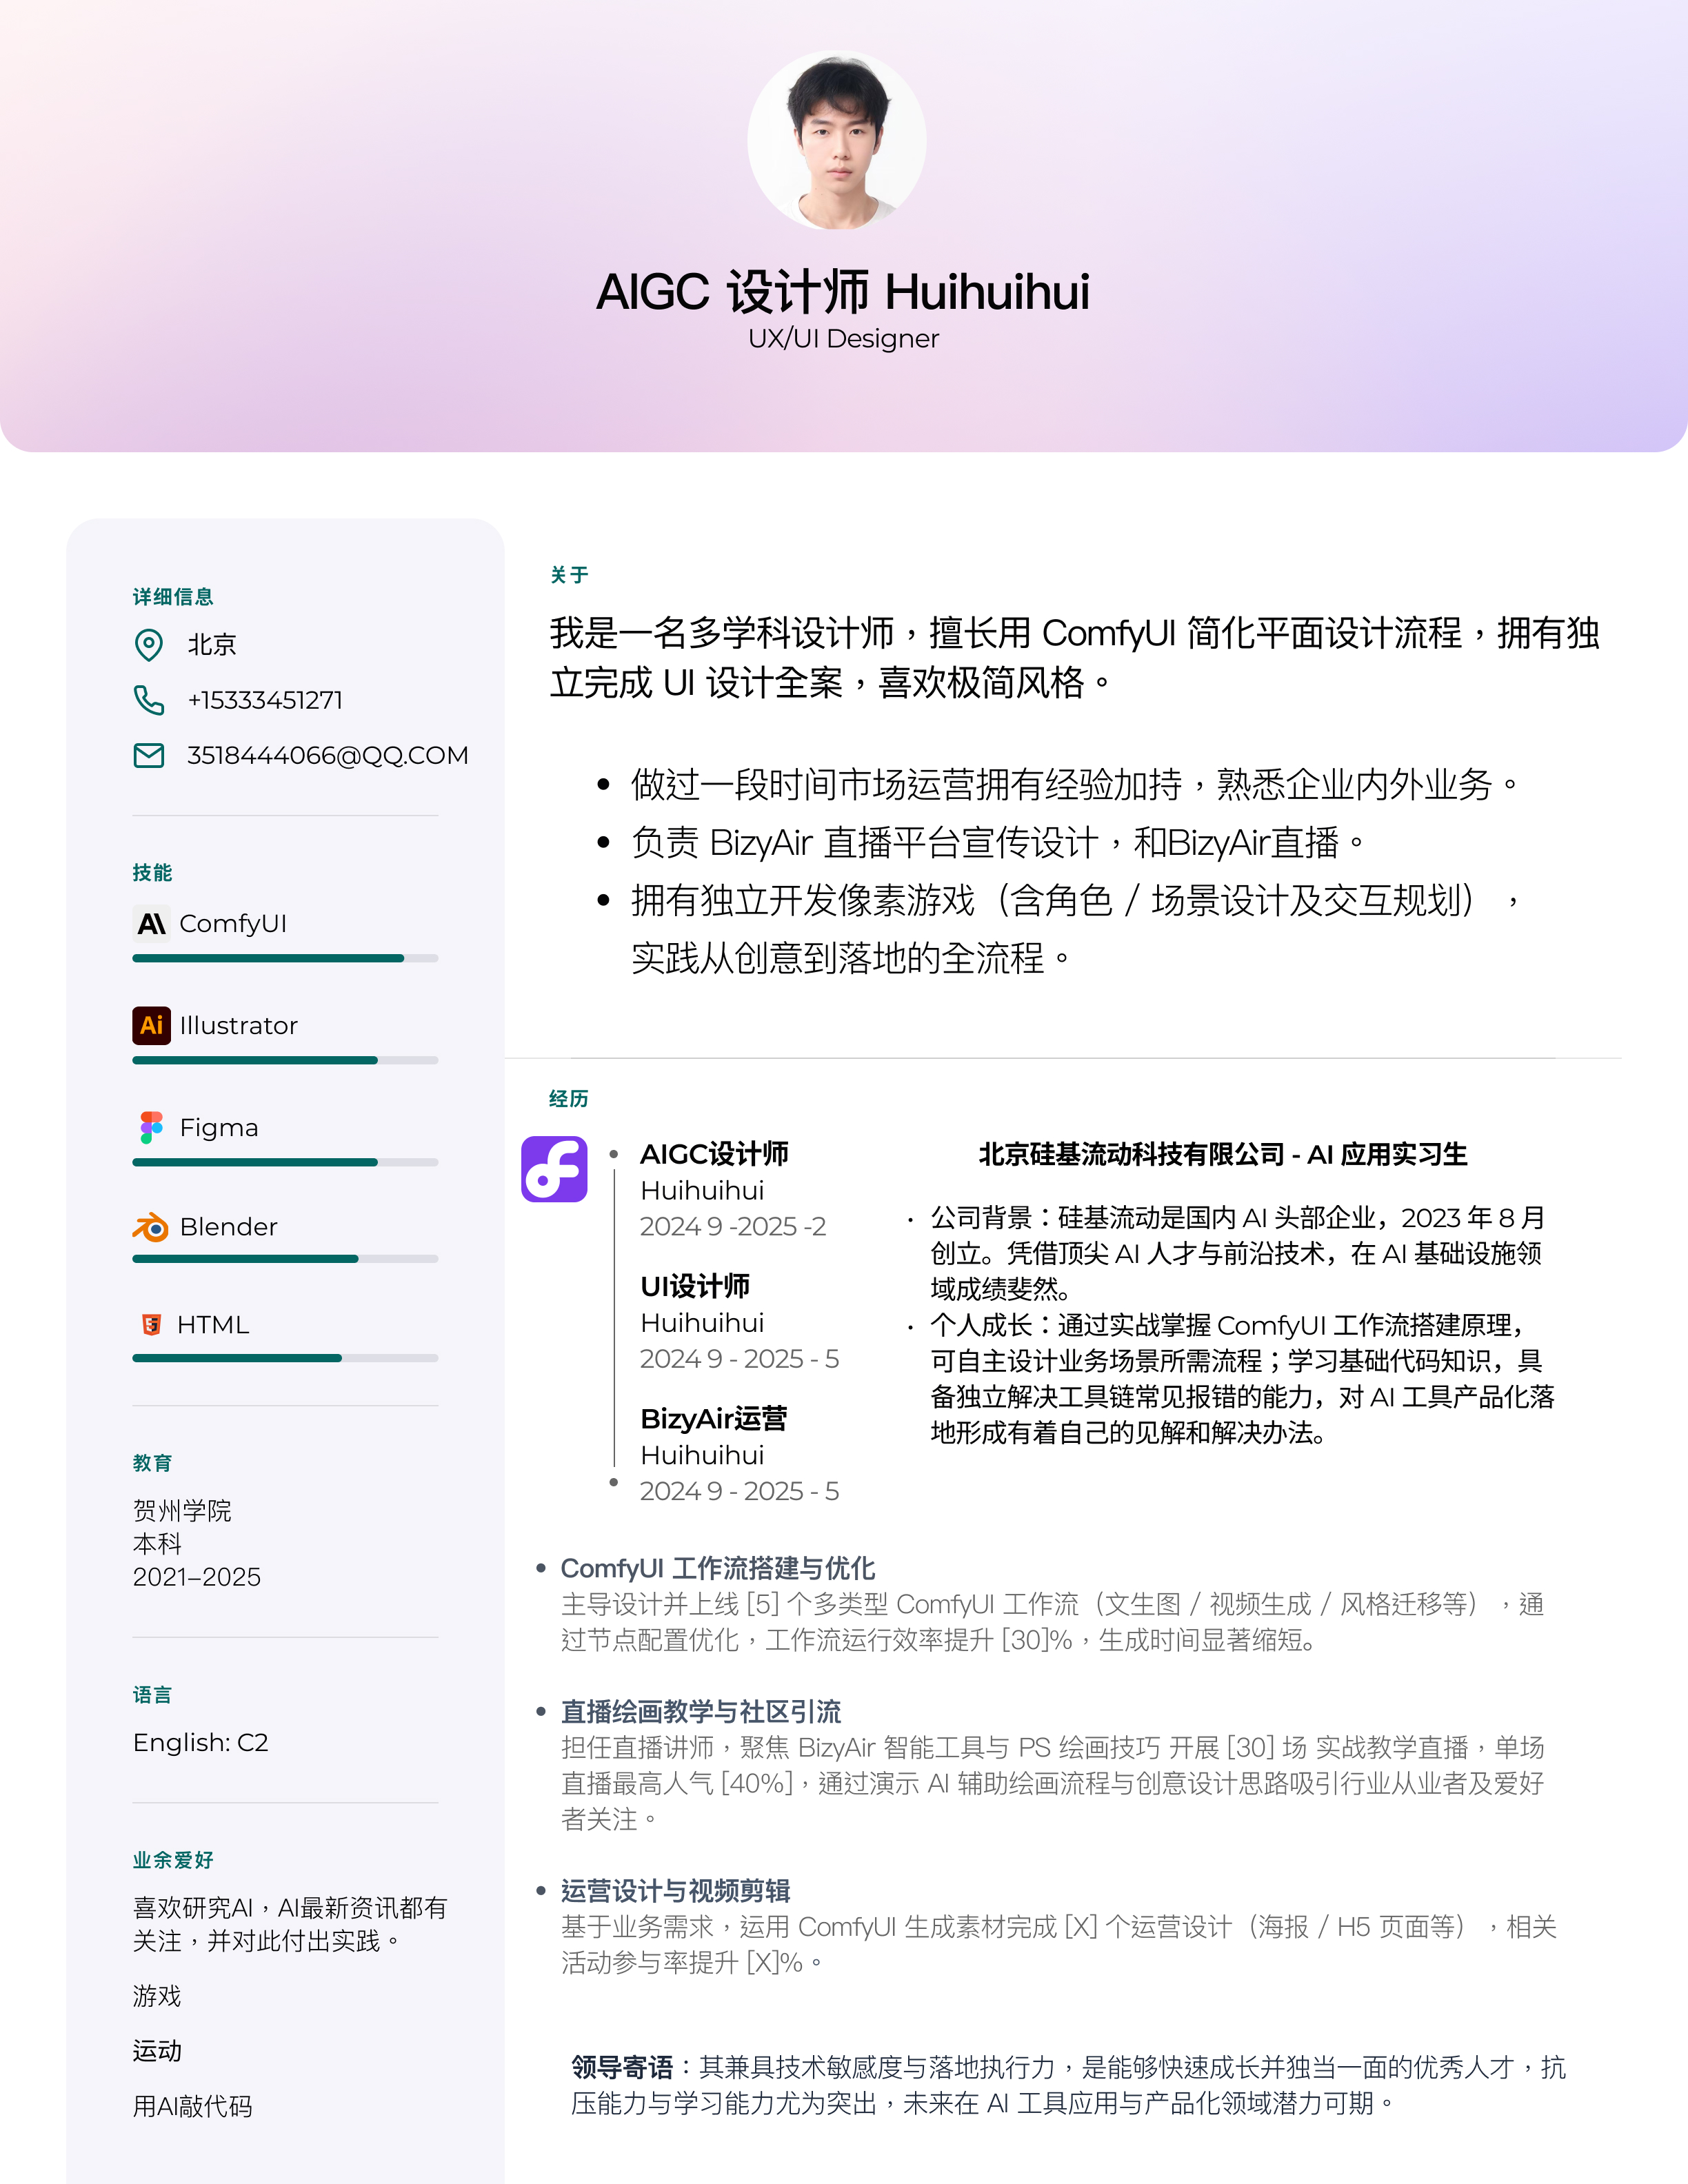 AIGC 设计师 Huihuihui
UX/UI Designer
详细信息
北京
+15333451271
3518444066@QQ.COM
技能
A\ ComfyUI
Ai Illustrator
Figma
Blender
5 HTML
教育
贺州学院
本科
2021–2025
语言
English: C2
业余爱好
喜欢研究AI，AI最新资讯都有
关注，并对此付出实践。
游戏
运动
用AI敲代码
关于
我是一名多学科设计师，擅长用 ComfyUI 简化平面设计流程，拥有独
立完成 UI 设计全案，喜欢极简风格。
• 做过一段时间市场运营拥有经验加持，熟悉企业内外业务。
• 负责 BizyAir 直播平台宣传设计，和BizyAir直播。
• 拥有独立开发像素游戏（含角色 / 场景设计及交互规划），
实践从创意到落地的全流程。
经历
AIGC设计师
Huihuihui
2024 9 -2025 -2
UI设计师
Huihuihui
2024 9 - 2025 - 5
BizyAir运营
Huihuihui
2024 9 - 2025 - 5
北京硅基流动科技有限公司 - AI 应用实习生
· 公司背景：硅基流动是国内 AI 头部企业，2023 年 8 月
创立。凭借顶尖 AI 人才与前沿技术，在 AI 基础设施领
域成绩斐然。
· 个人成长：通过实战掌握 ComfyUI 工作流搭建原理，
可自主设计业务场景所需流程；学习基础代码知识，具
备独立解决工具链常见报错的能力，对 AI 工具产品化落
地形成有着自己的见解和解决办法。
• ComfyUI 工作流搭建与优化
主导设计并上线 [5] 个多类型 ComfyUI 工作流（文生图 / 视频生成 / 风格迁移等），通
过节点配置优化，工作流运行效率提升 [30]%，生成时间显著缩短。
• 直播绘画教学与社区引流
担任直播讲师，聚焦 BizyAir 智能工具与 PS 绘画技巧 开展 [30] 场 实战教学直播，单场
直播最高人气 [40%]，通过演示 AI 辅助绘画流程与创意设计思路吸引行业从业者及爱好
者关注。
• 运营设计与视频剪辑
基于业务需求，运用 ComfyUI 生成素材完成 [X] 个运营设计（海报 / H5 页面等），相关
活动参与率提升 [X]%。
领导寄语：其兼具技术敏感度与落地执行力，是能够快速成长并独当一面的优秀人才，抗
压能力与学习能力尤为突出，未来在 AI 工具应用与产品化领域潜力可期。